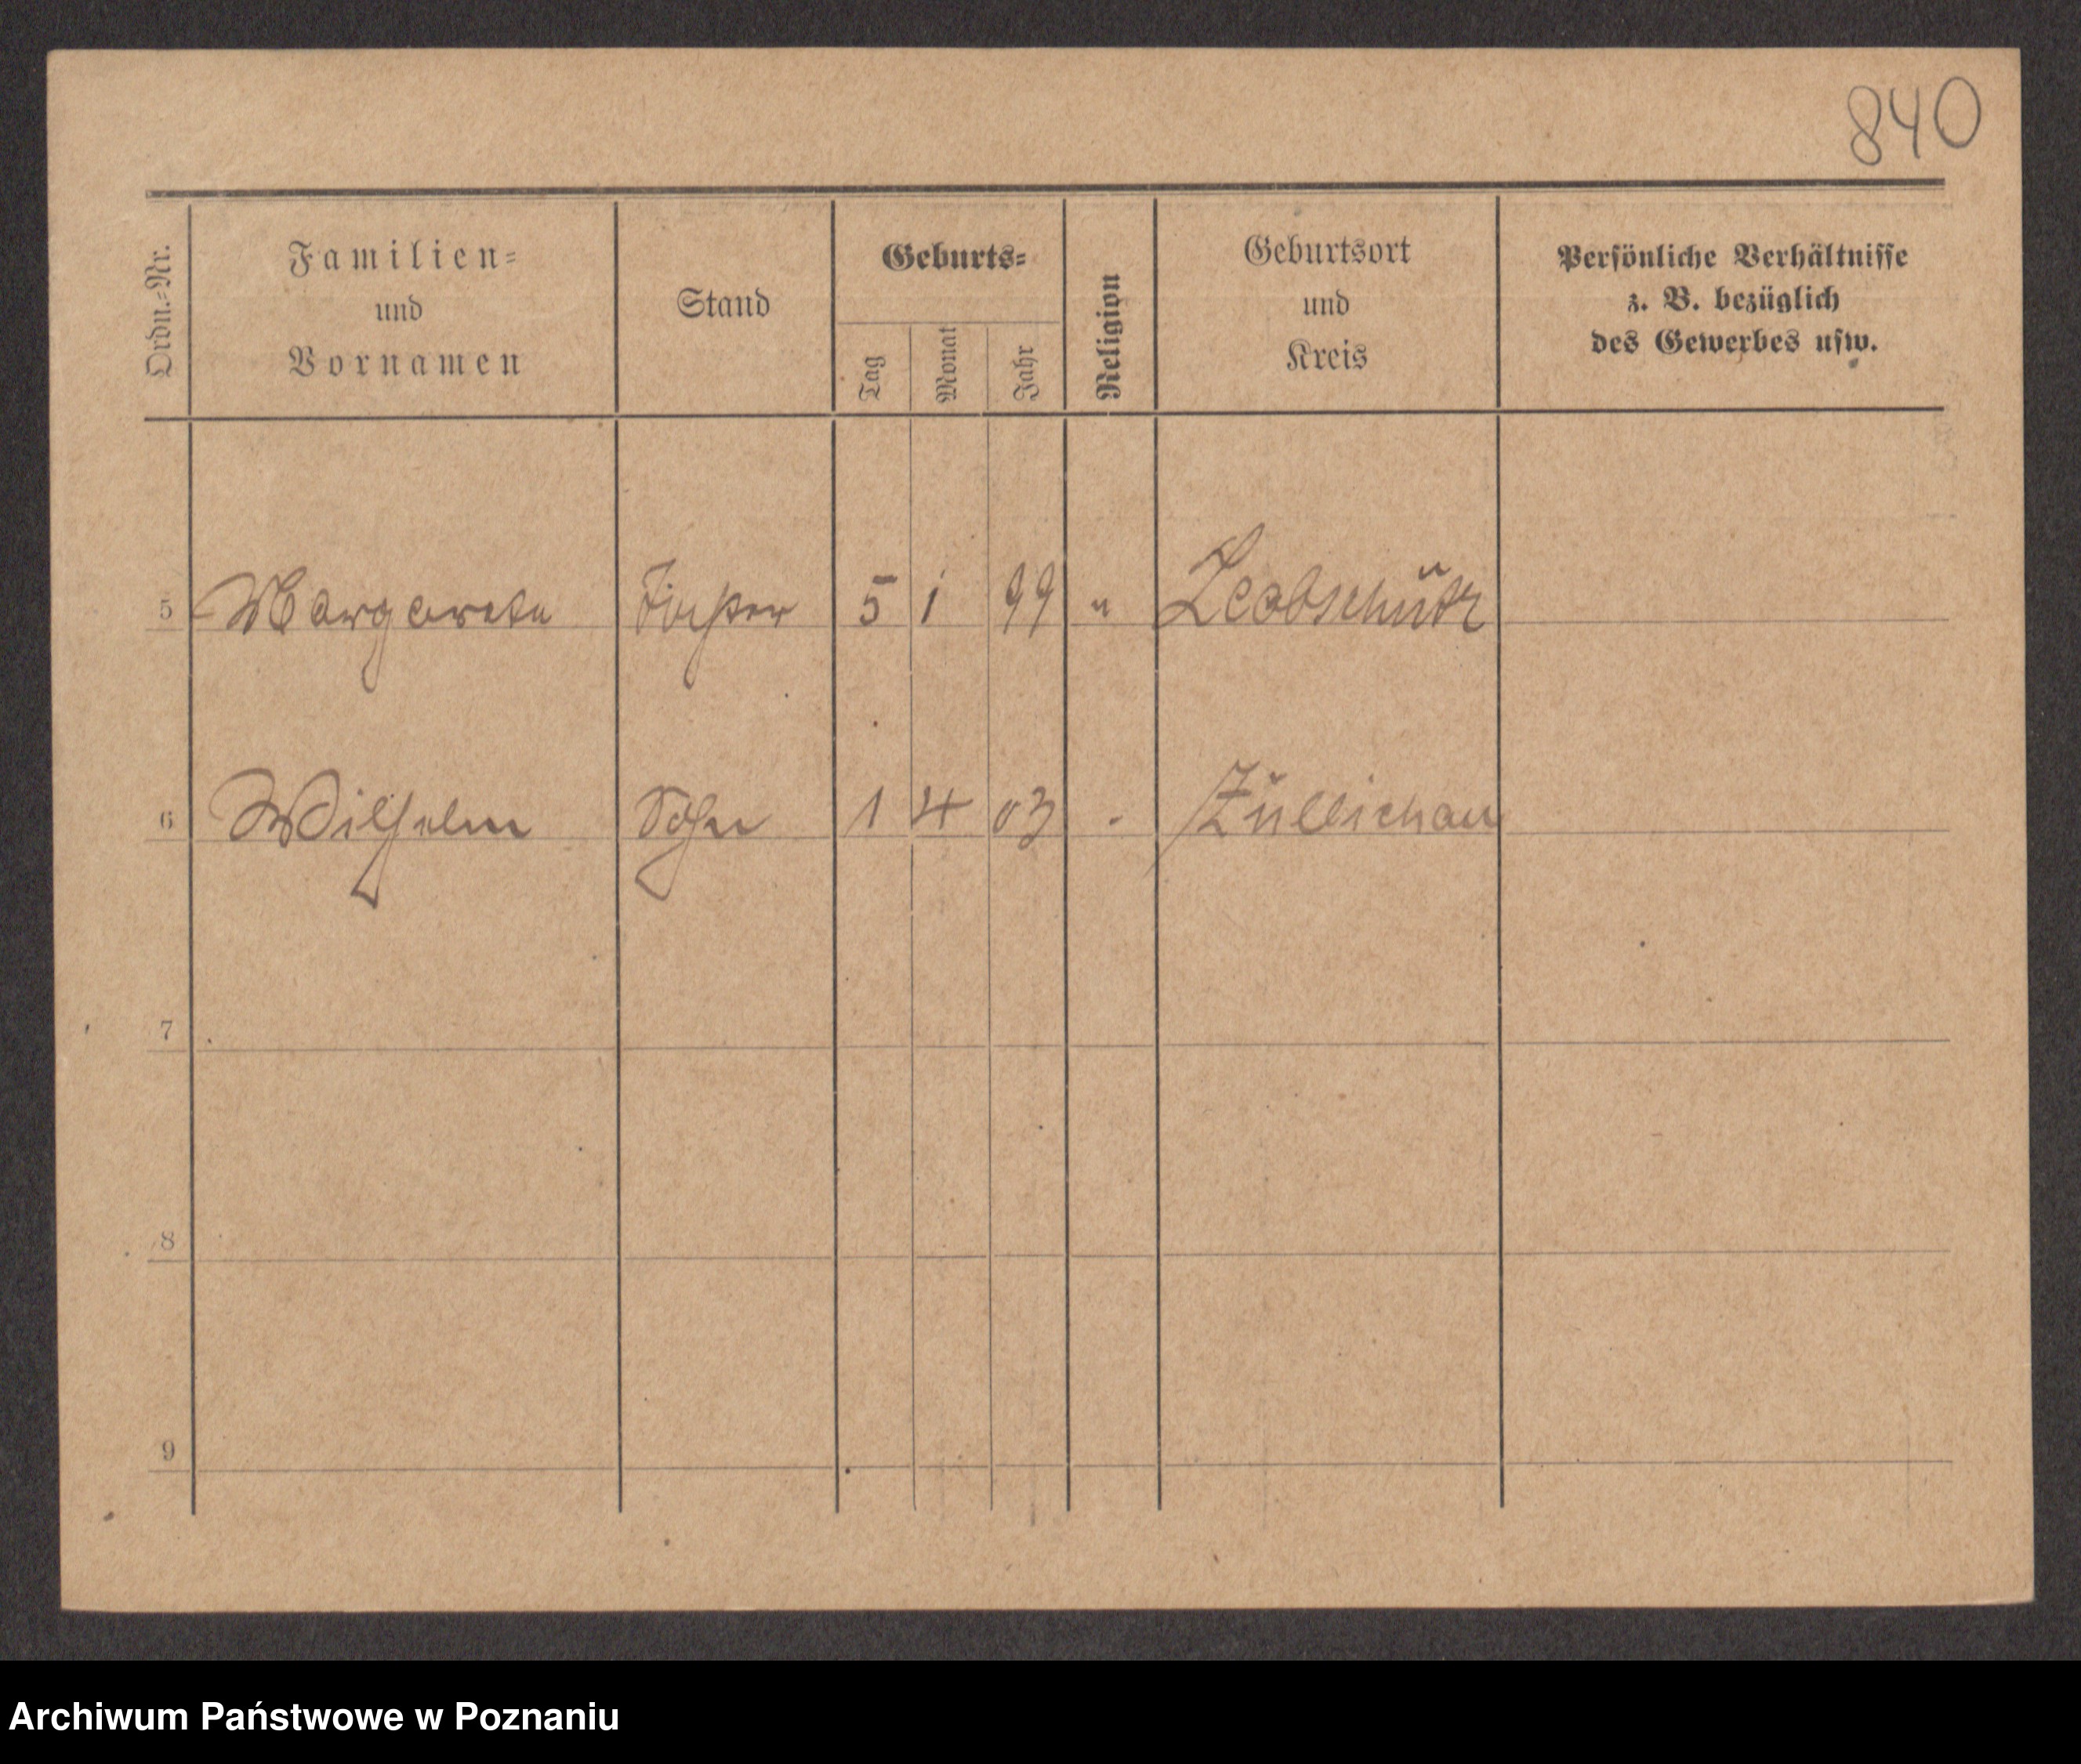 840
Ordn.-Nr.
Familien-
und
Vornamen
Stand
Geburts-
Tag
Monat
Jahr
Religion
Geburtsort
und
Kreis
Persönliche Verhältnisse
z. B. bezüglich
des Gewerbes usw.
5 Margarete 5 1 99 " Leobschütz
6 Wilhelm Sohn 1 4 03 " Züllichau
7
8
9
Archiwum Państwowe w Poznaniu